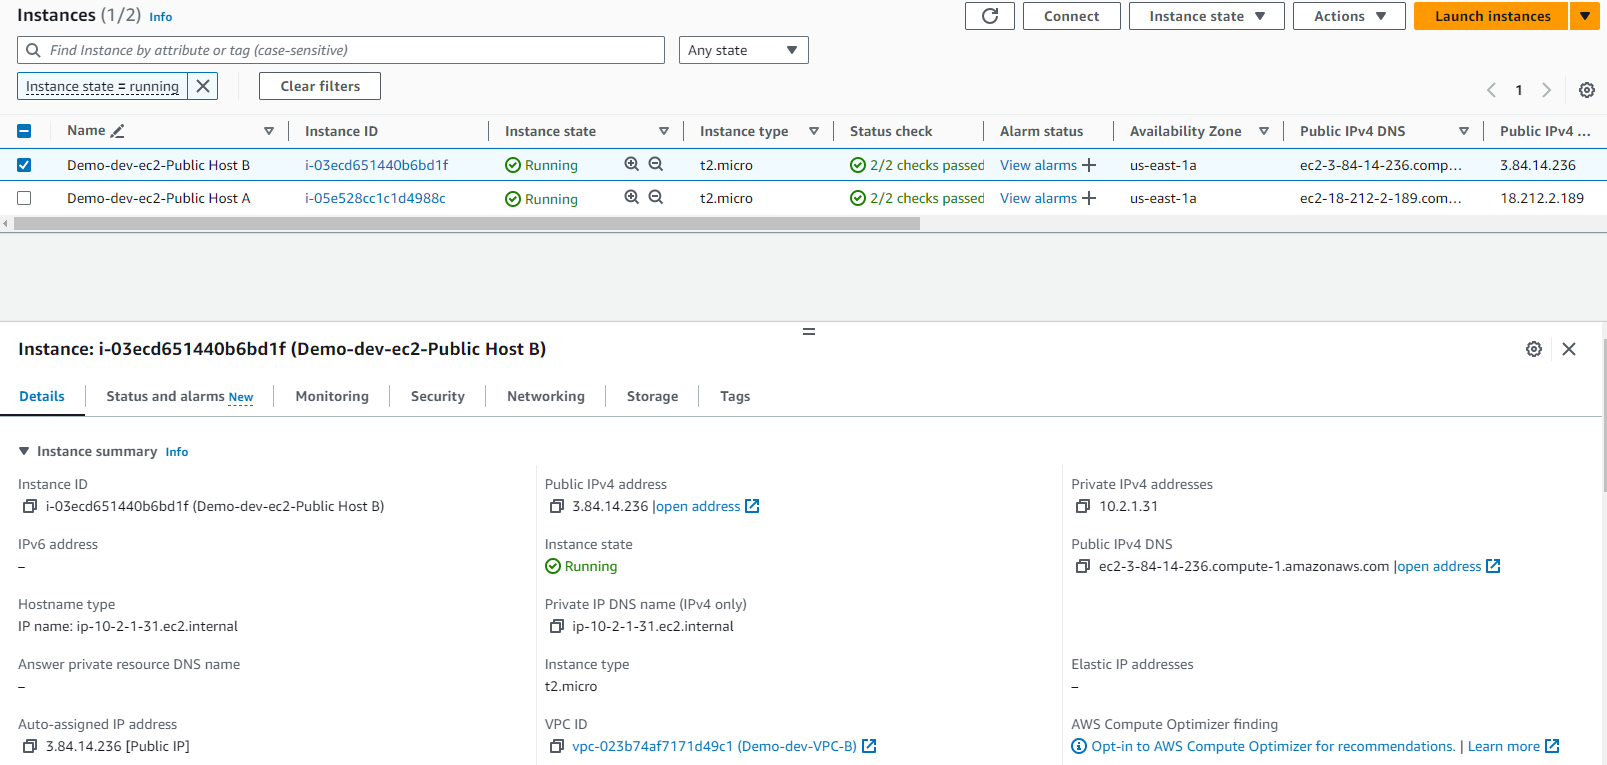 Instances (1/2) Info
Connect Instance state Actions Launch instances
Find Instance by attribute or tag (case-sensitive) Any state
Instance state = running Clear filters
1
Name Instance ID Instance state Instance type Status check Alarm status Availability Zone Public IPv4 DNS Public IPv4 ...
Demo-dev-ec2-Public Host B i-03ecd651440b6bd1f Running t2.micro 2/2 checks passed View alarms us-east-1a ec2-3-84-14-236.comp... 3.84.14.236
Demo-dev-ec2-Public Host A i-05e528cc1c1d4988c Running t2.micro 2/2 checks passed View alarms us-east-1a ec2-18-212-2-189.com... 18.212.2.189
Instance: i-03ecd651440b6bd1f (Demo-dev-ec2-Public Host B)
Details Status and alarms New Monitoring Security Networking Storage Tags
Instance summary Info
Instance ID Public IPv4 address Private IPv4 addresses
i-03ecd651440b6bd1f (Demo-dev-ec2-Public Host B) 3.84.14.236 |open address 10.2.1.31
IPv6 address Instance state Public IPv4 DNS
– Running ec2-3-84-14-236.compute-1.amazonaws.com |open address
Hostname type Private IP DNS name (IPv4 only)
IP name: ip-10-2-1-31.ec2.internal ip-10-2-1-31.ec2.internal
Answer private resource DNS name Instance type Elastic IP addresses
– t2.micro –
Auto-assigned IP address VPC ID AWS Compute Optimizer finding
3.84.14.236 [Public IP] vpc-023b74af7171d49c1 (Demo-dev-VPC-B) Opt-in to AWS Compute Optimizer for recommendations. | Learn more